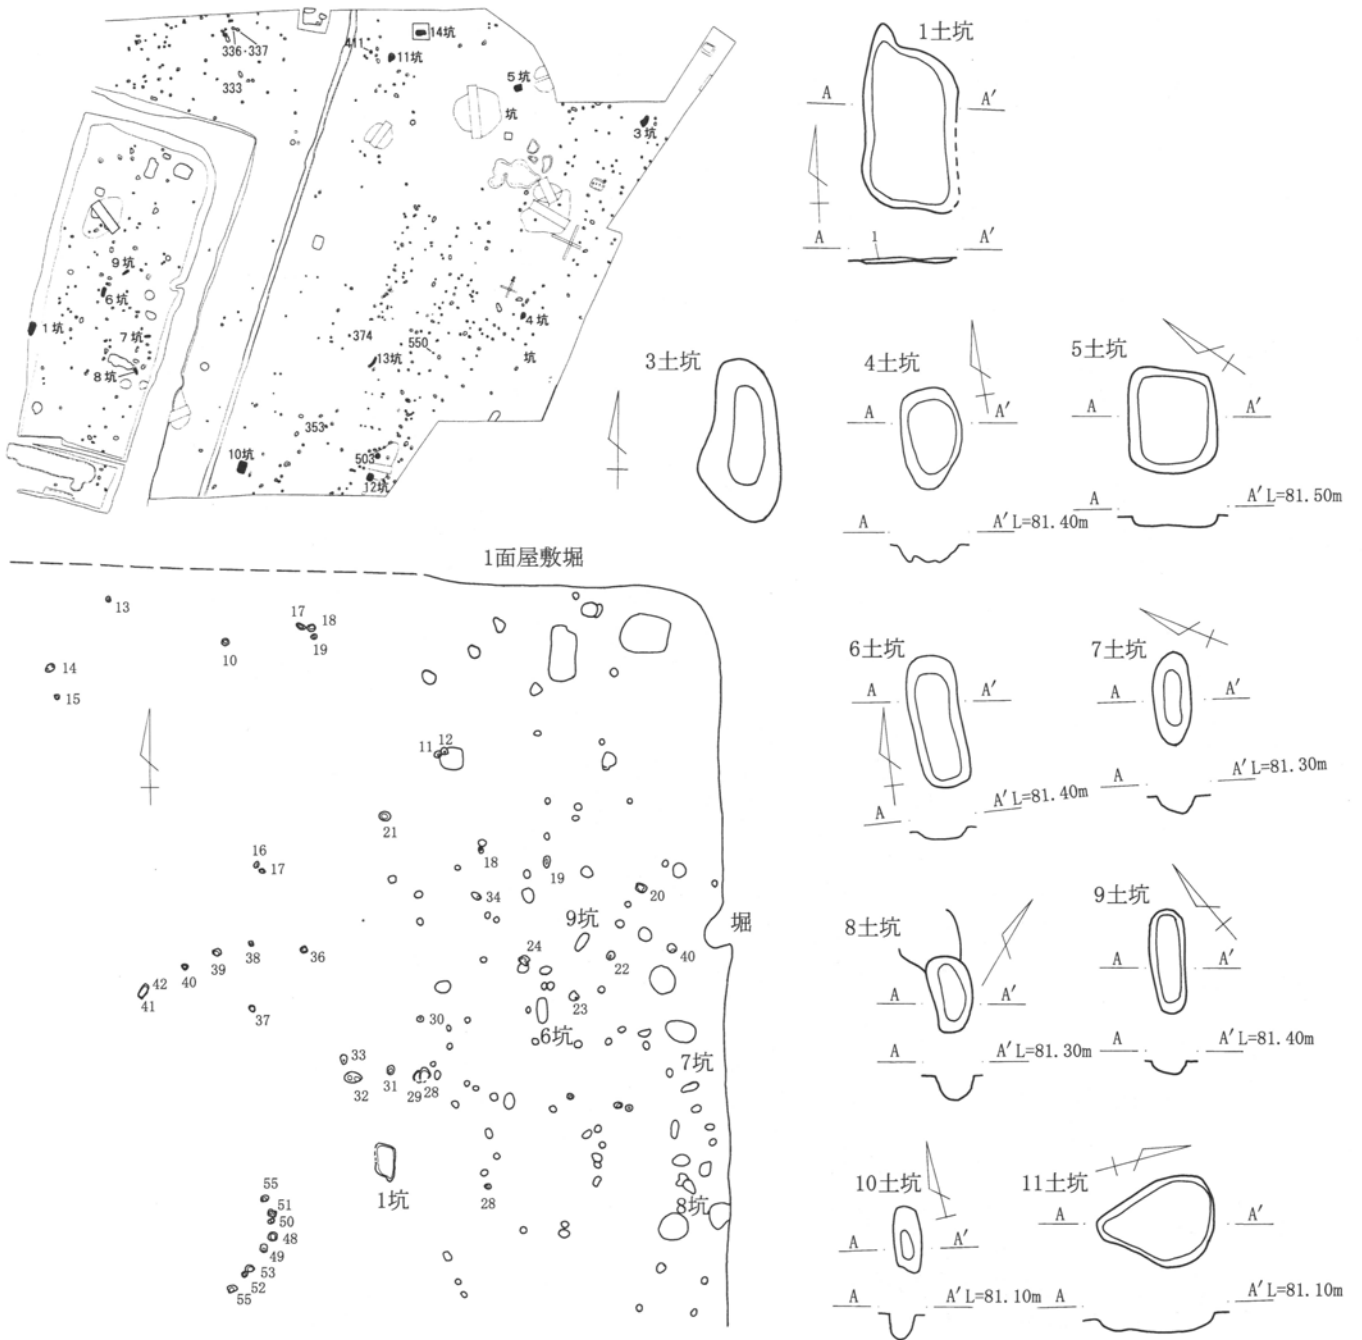 336・337
333
411
11坑
14坑
5坑
坑
3坑
9坑
6坑
1坑
7坑
8坑
374
13坑
550
4坑
坑
353
10坑
503
12坑
1土坑
A A′
A 1 A′
3土坑
4土坑
A A′
A A′L=81.40m
5土坑
A A′
A A′L=81.50m
1面屋敷堀
13
17 18
19
10
14
15
11 12
21
16
17
18
19
34
20
9坑
堀
24
22
40
39
38
36
40
42
41
37
23
6坑
30
33
32
31
29 28
7坑
1坑
28
8坑
55
51
50
48
49
53
52
55
6土坑
A A′
A A′L=81.40m
7土坑
A A′
A A′L=81.30m
8土坑
A A′
A A′L=81.30m
9土坑
A A′
A A′L=81.40m
10土坑
A A′
A A′L=81.10m
11土坑
A A′
A A′L=81.10m